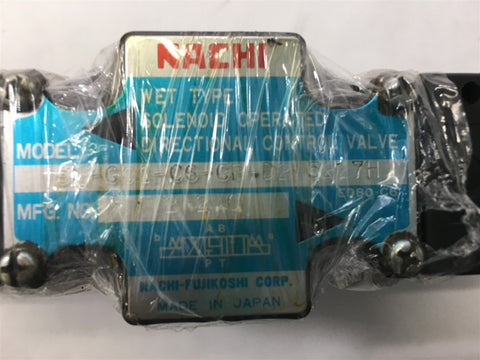 NACHI
WET TYPE
SOLENOID OPERATED
DIRECTIONAL CONTROL VALVE
MODEL
MFG. NO.
A B
b a
P T
NACHI-FUJIKOSHI CORP.
MADE IN JAPAN